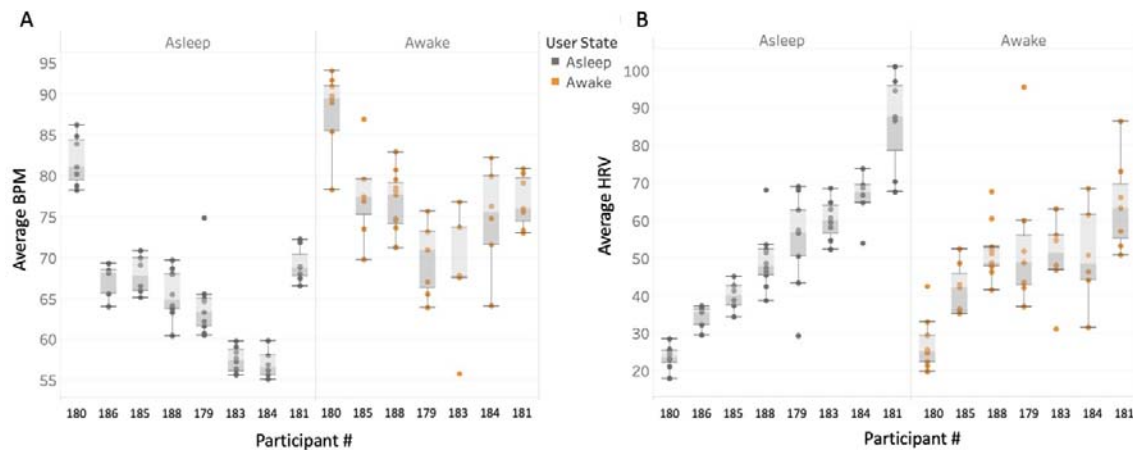 A
Asleep
Awake
User State
Asleep
Awake
Average BPM
95
90
85
80
75
70
65
60
55
180 186 185 188 179 183 184 181 180 185 188 179 183 184 181
Participant #
B
Asleep
Awake
Average HRV
100
90
80
70
60
50
40
30
20
180 186 185 188 179 183 184 181 180 185 188 179 183 184 181
Participant #